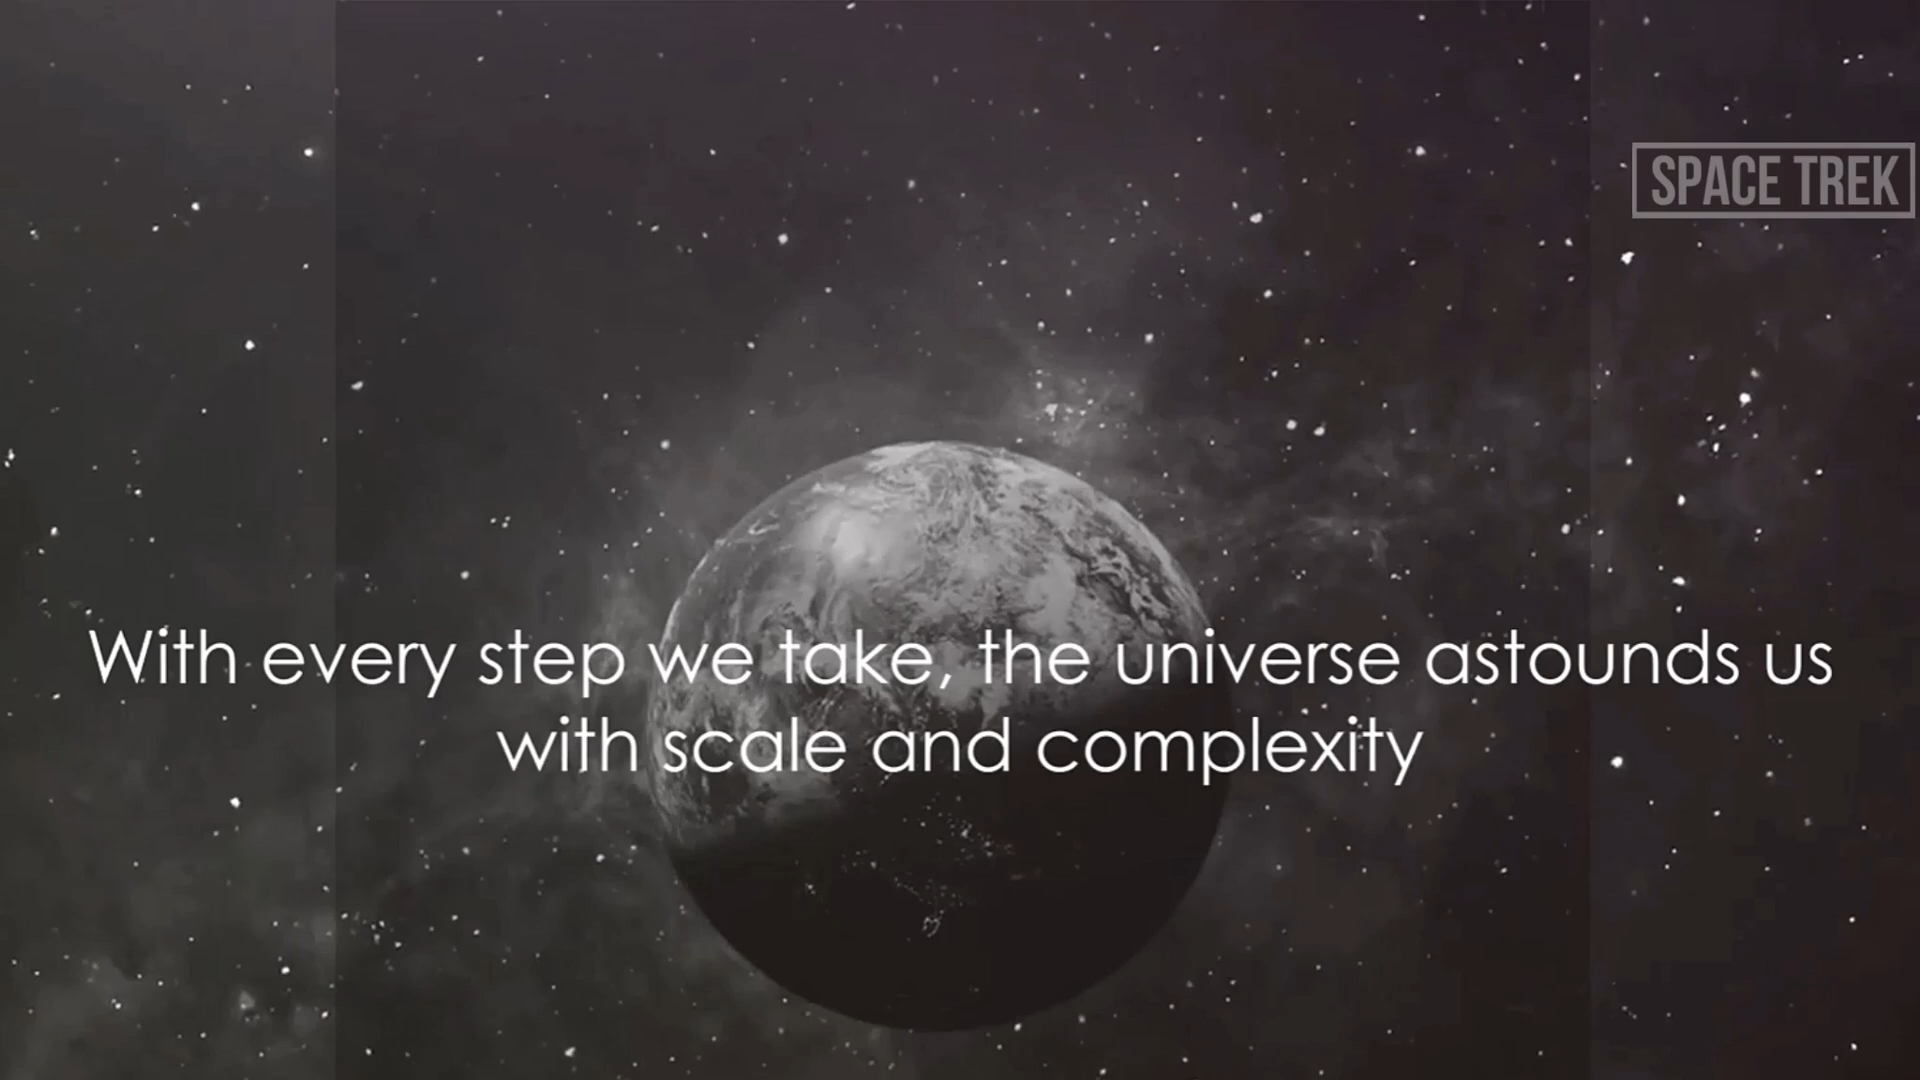 SPACE TREK
With every step we take, the universe astounds us
with scale and complexity